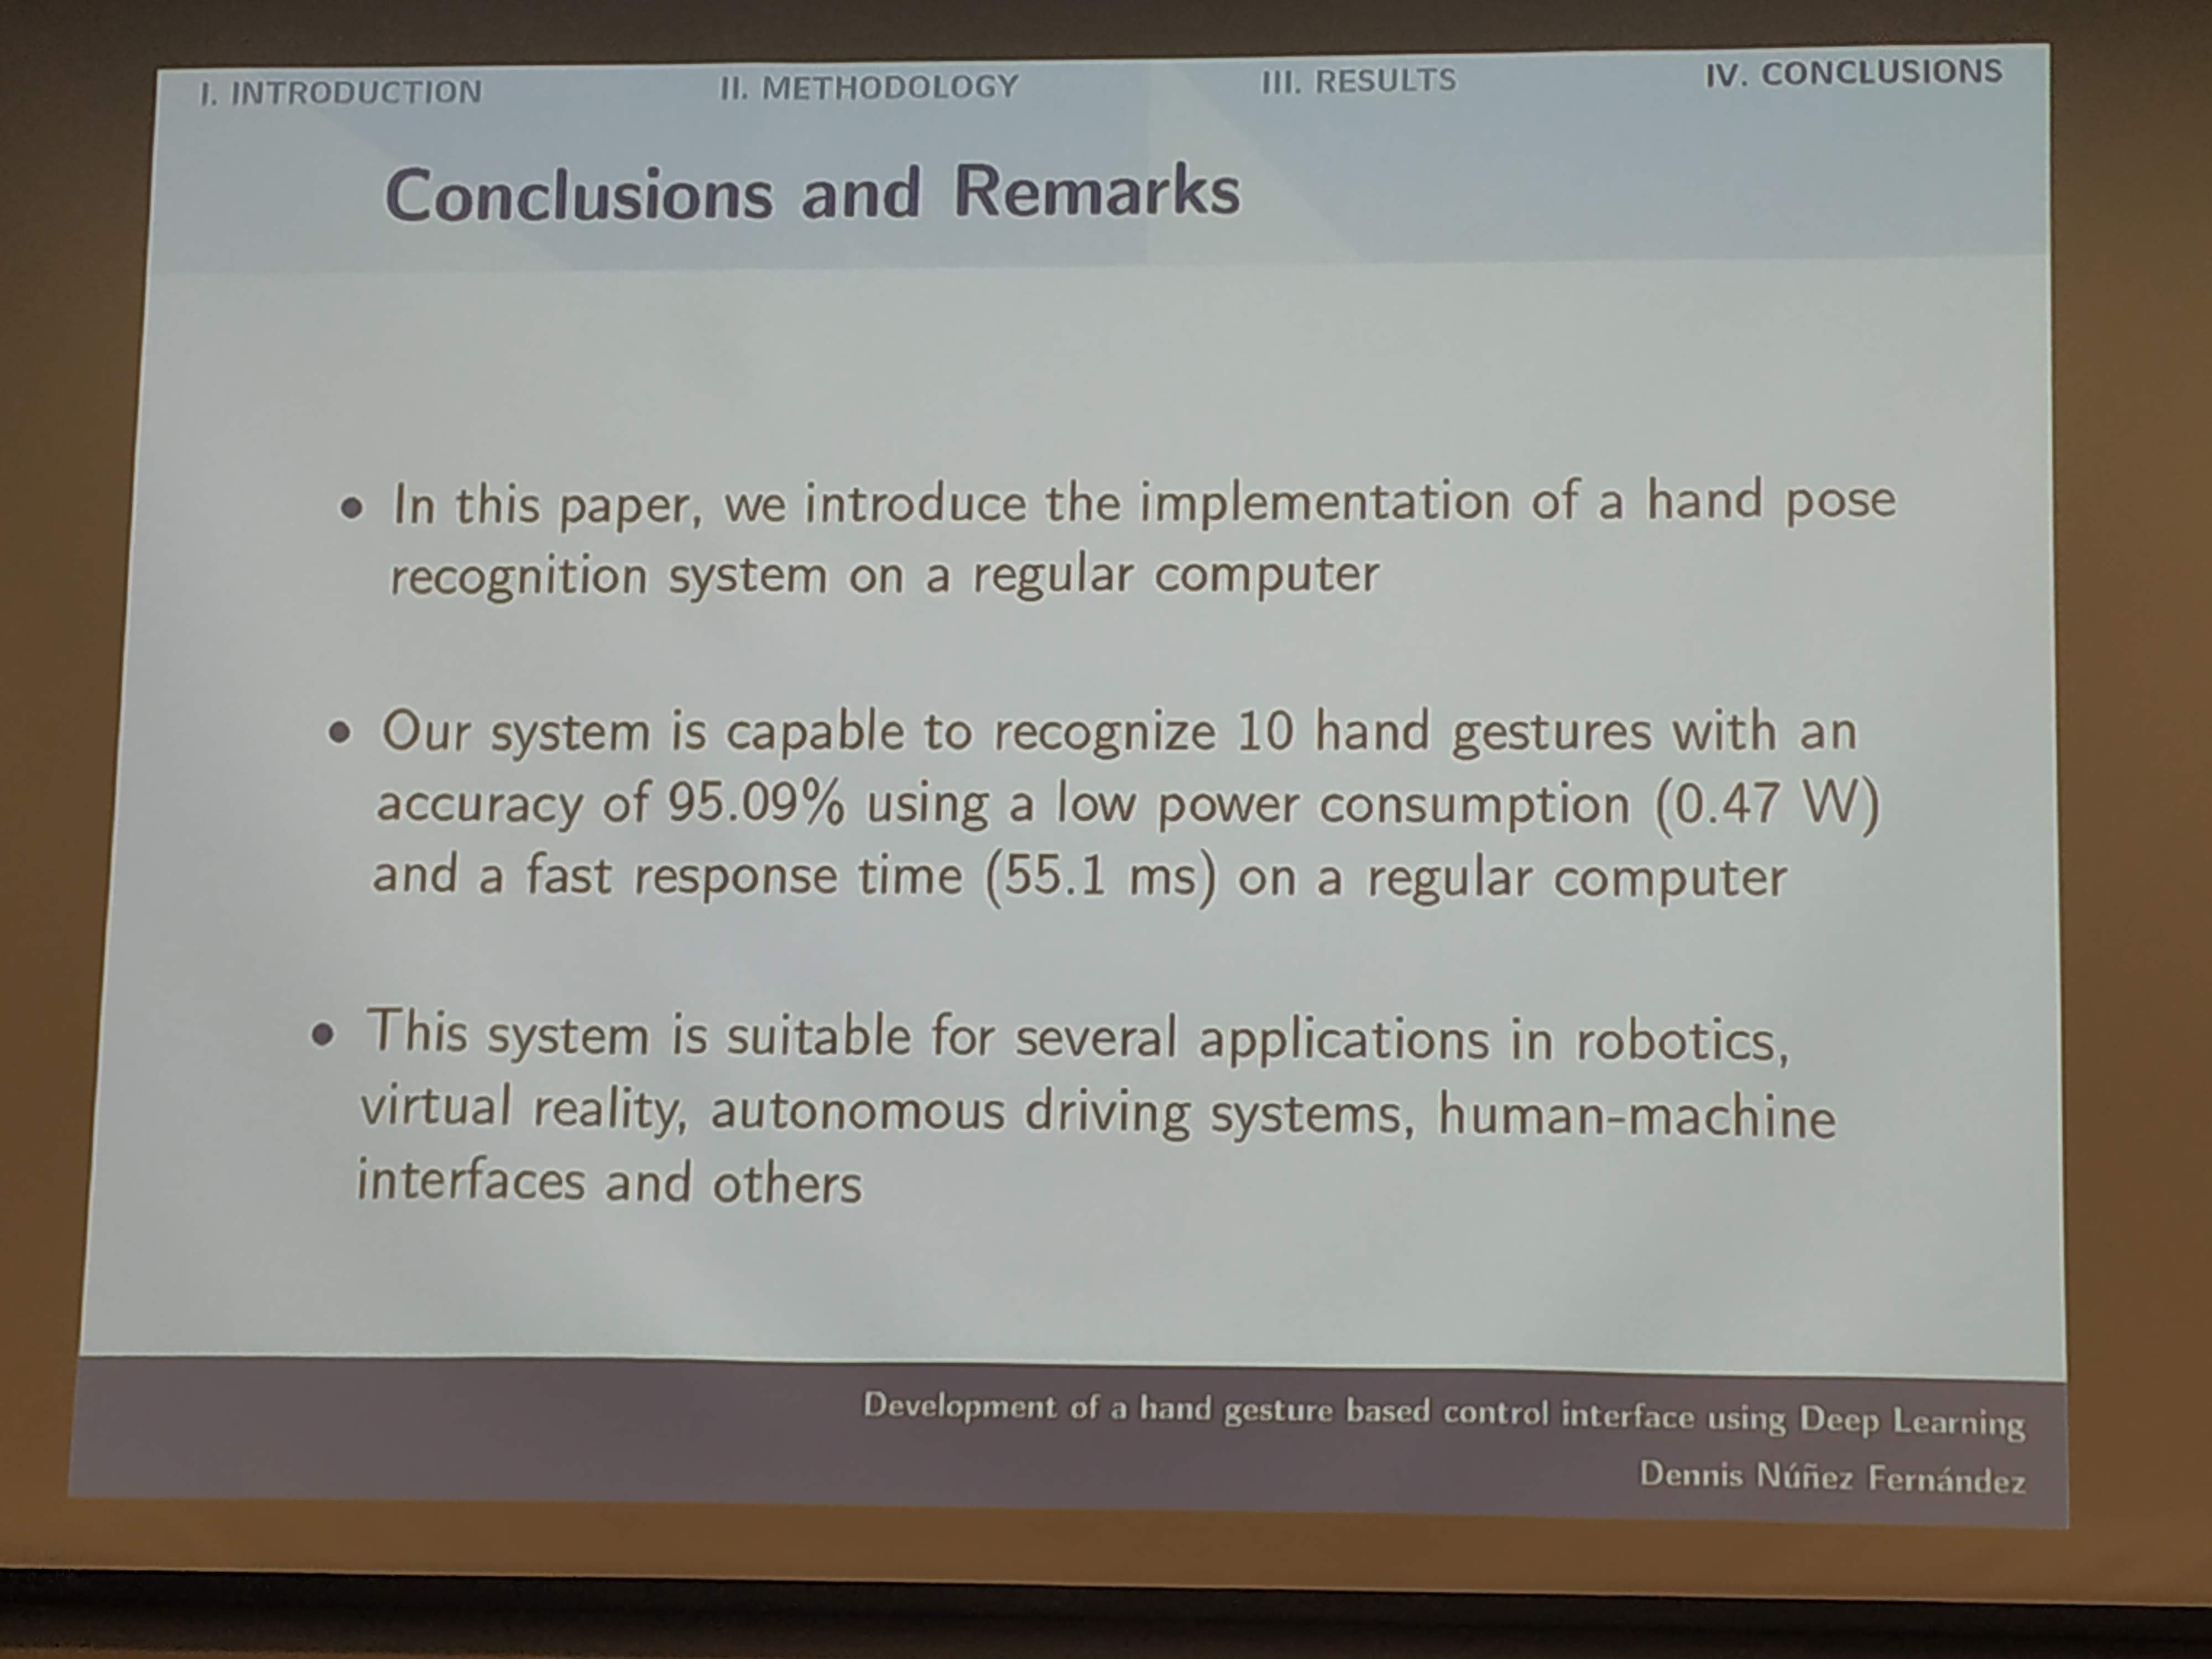 I. INTRODUCTION
II. METHODOLOGY
III. RESULTS
IV. CONCLUSIONS
Conclusions and Remarks
• In this paper, we introduce the implementation of a hand pose
recognition system on a regular computer
• Our system is capable to recognize 10 hand gestures with an
accuracy of 95.09% using a low power consumption (0.47 W)
and a fast response time (55.1 ms) on a regular computer
• This system is suitable for several applications in robotics,
virtual reality, autonomous driving systems, human-machine
interfaces and others
Development of a hand gesture based control interface using Deep Learning
Dennis Núñez Fernández